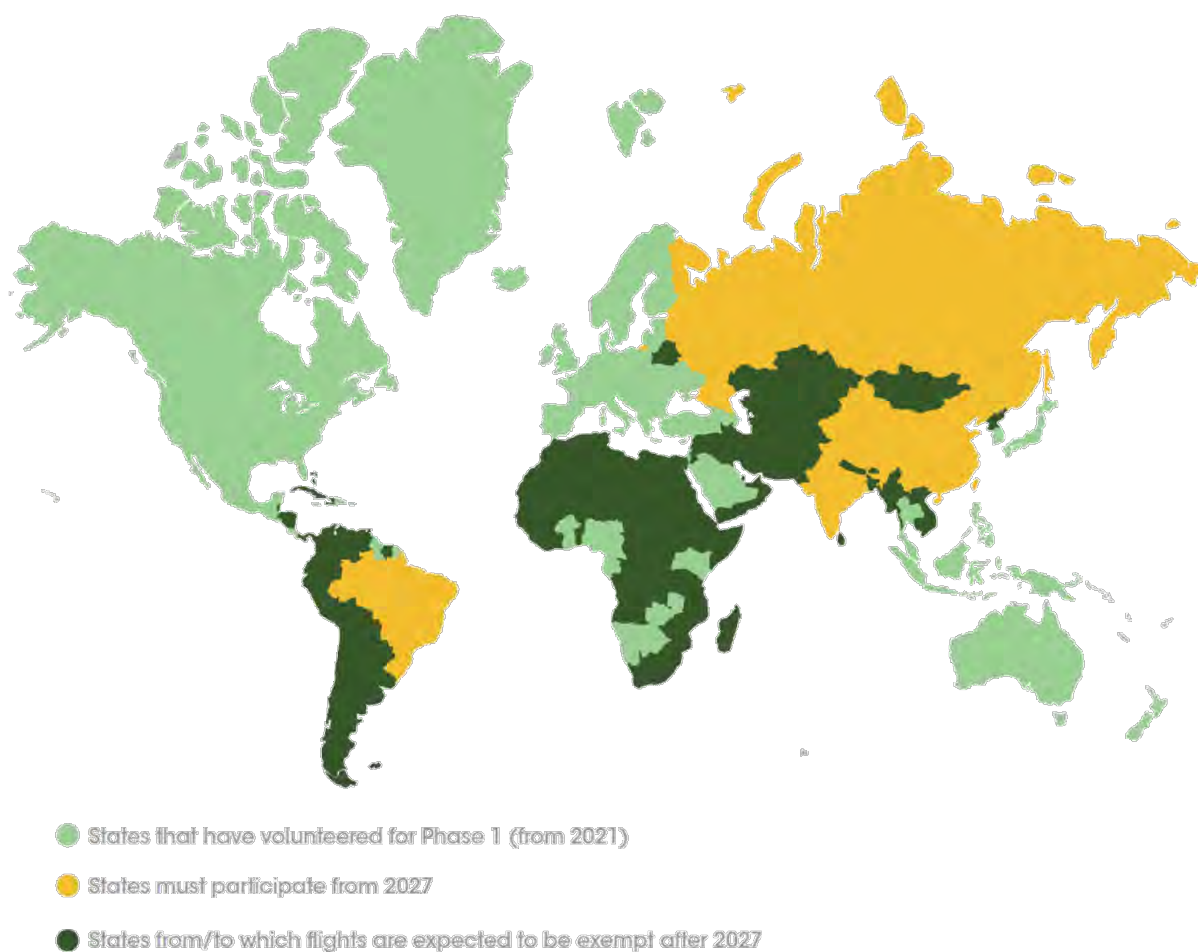 States that have volunteered for Phase 1 (from 2021)
States must participate from 2027
States from/to which flights are expected to be exempt after 2027